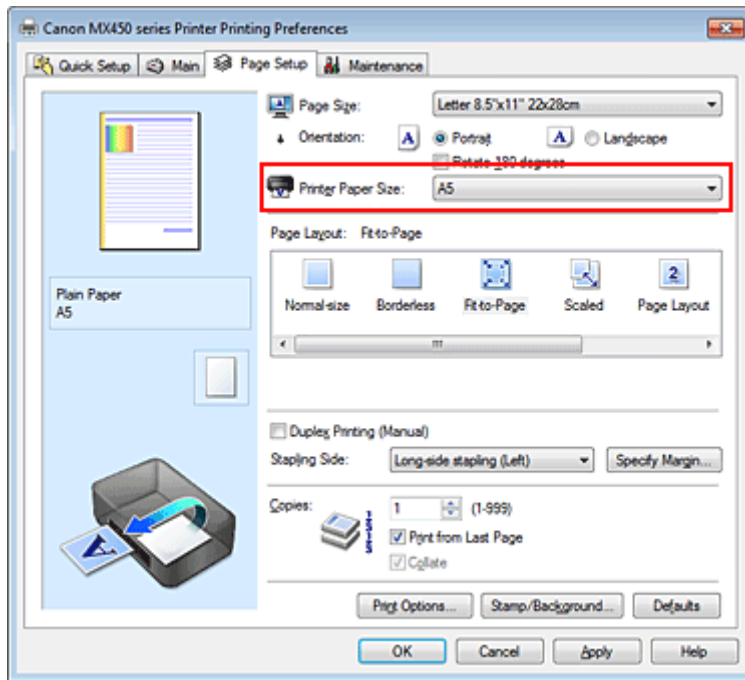 Canon MX450 series Printer Printing Preferences
Quick Setup Main Page Setup Maintenance
Page Size: Letter 8.5"x11" 22x28cm
Orientation: A Portrait A Landscape
Rotate 180 degrees
Printer Paper Size: A5
Page Layout: Fit-to-Page
Normal-size Borderless Fit-to-Page Scaled Page Layout
Plain Paper
A5
Duplex Printing (Manual)
Stapling Side: Long-side stapling (Left) Specify Margin...
Copies: 1 (1-999)
Print from Last Page
Collate
Print Options... Stamp/Background... Defaults
OK Cancel Apply Help